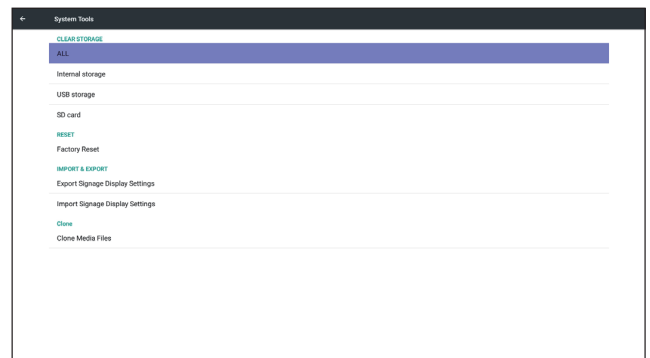 System Tools
CLEAR STORAGE
ALL
Internal storage
USB storage
SD card
RESET
Factory Reset
IMPORT & EXPORT
Export Signage Display Settings
Import Signage Display Settings
Clone
Clone Media Files